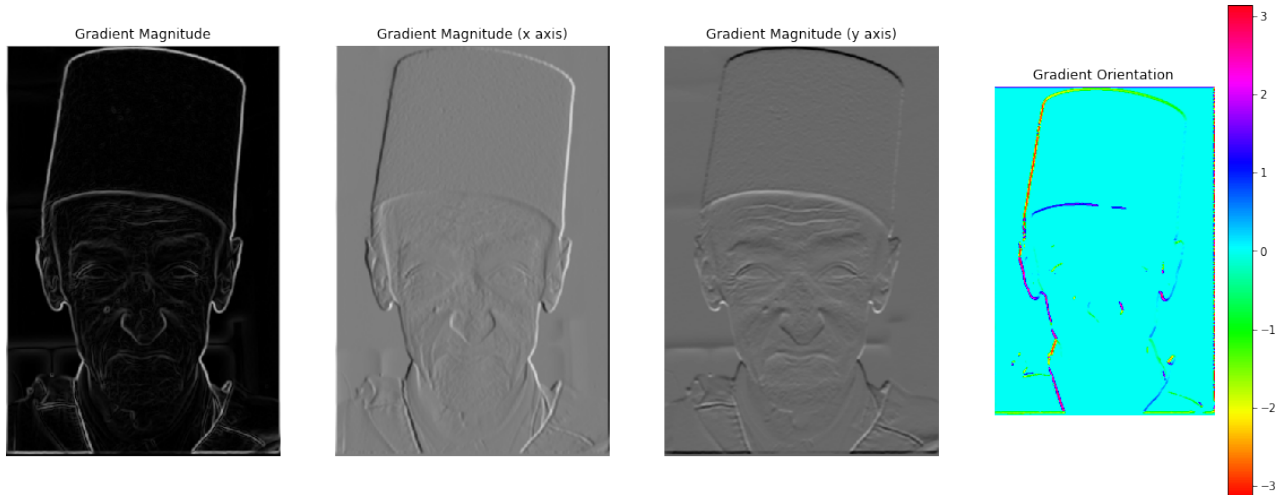 Gradient Magnitude
Gradient Magnitude (x axis)
Gradient Magnitude (y axis)
Gradient Orientation
3
2
1
0
−1
−2
−3